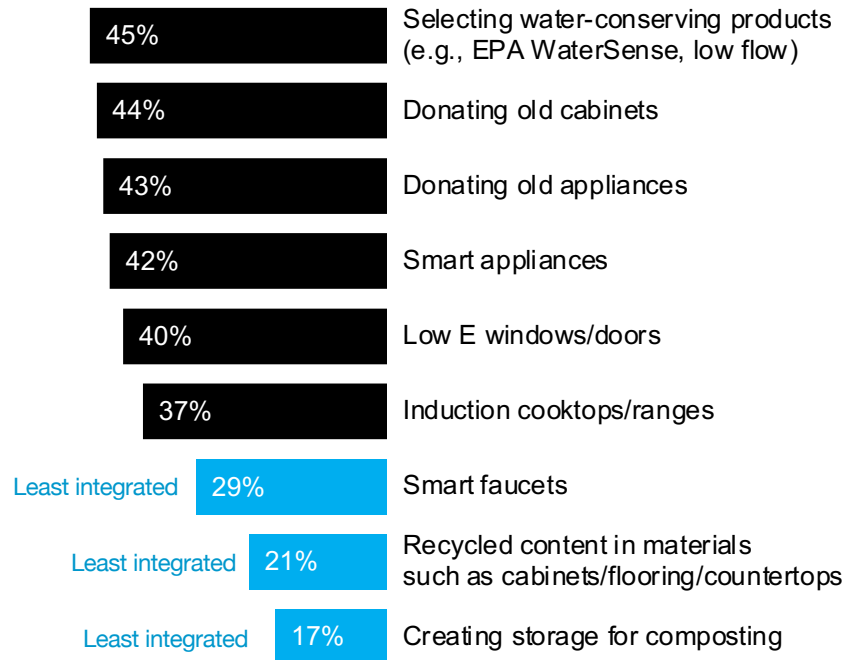 45%
Selecting water-conserving products
(e.g., EPA WaterSense, low flow)
44%
Donating old cabinets
43%
Donating old appliances
42%
Smart appliances
40%
Low E windows/doors
37%
Induction cooktops/ranges
Least integrated
29%
Smart faucets
Least integrated
21%
Recycled content in materials
such as cabinets/flooring/countertops
Least integrated
17%
Creating storage for composting